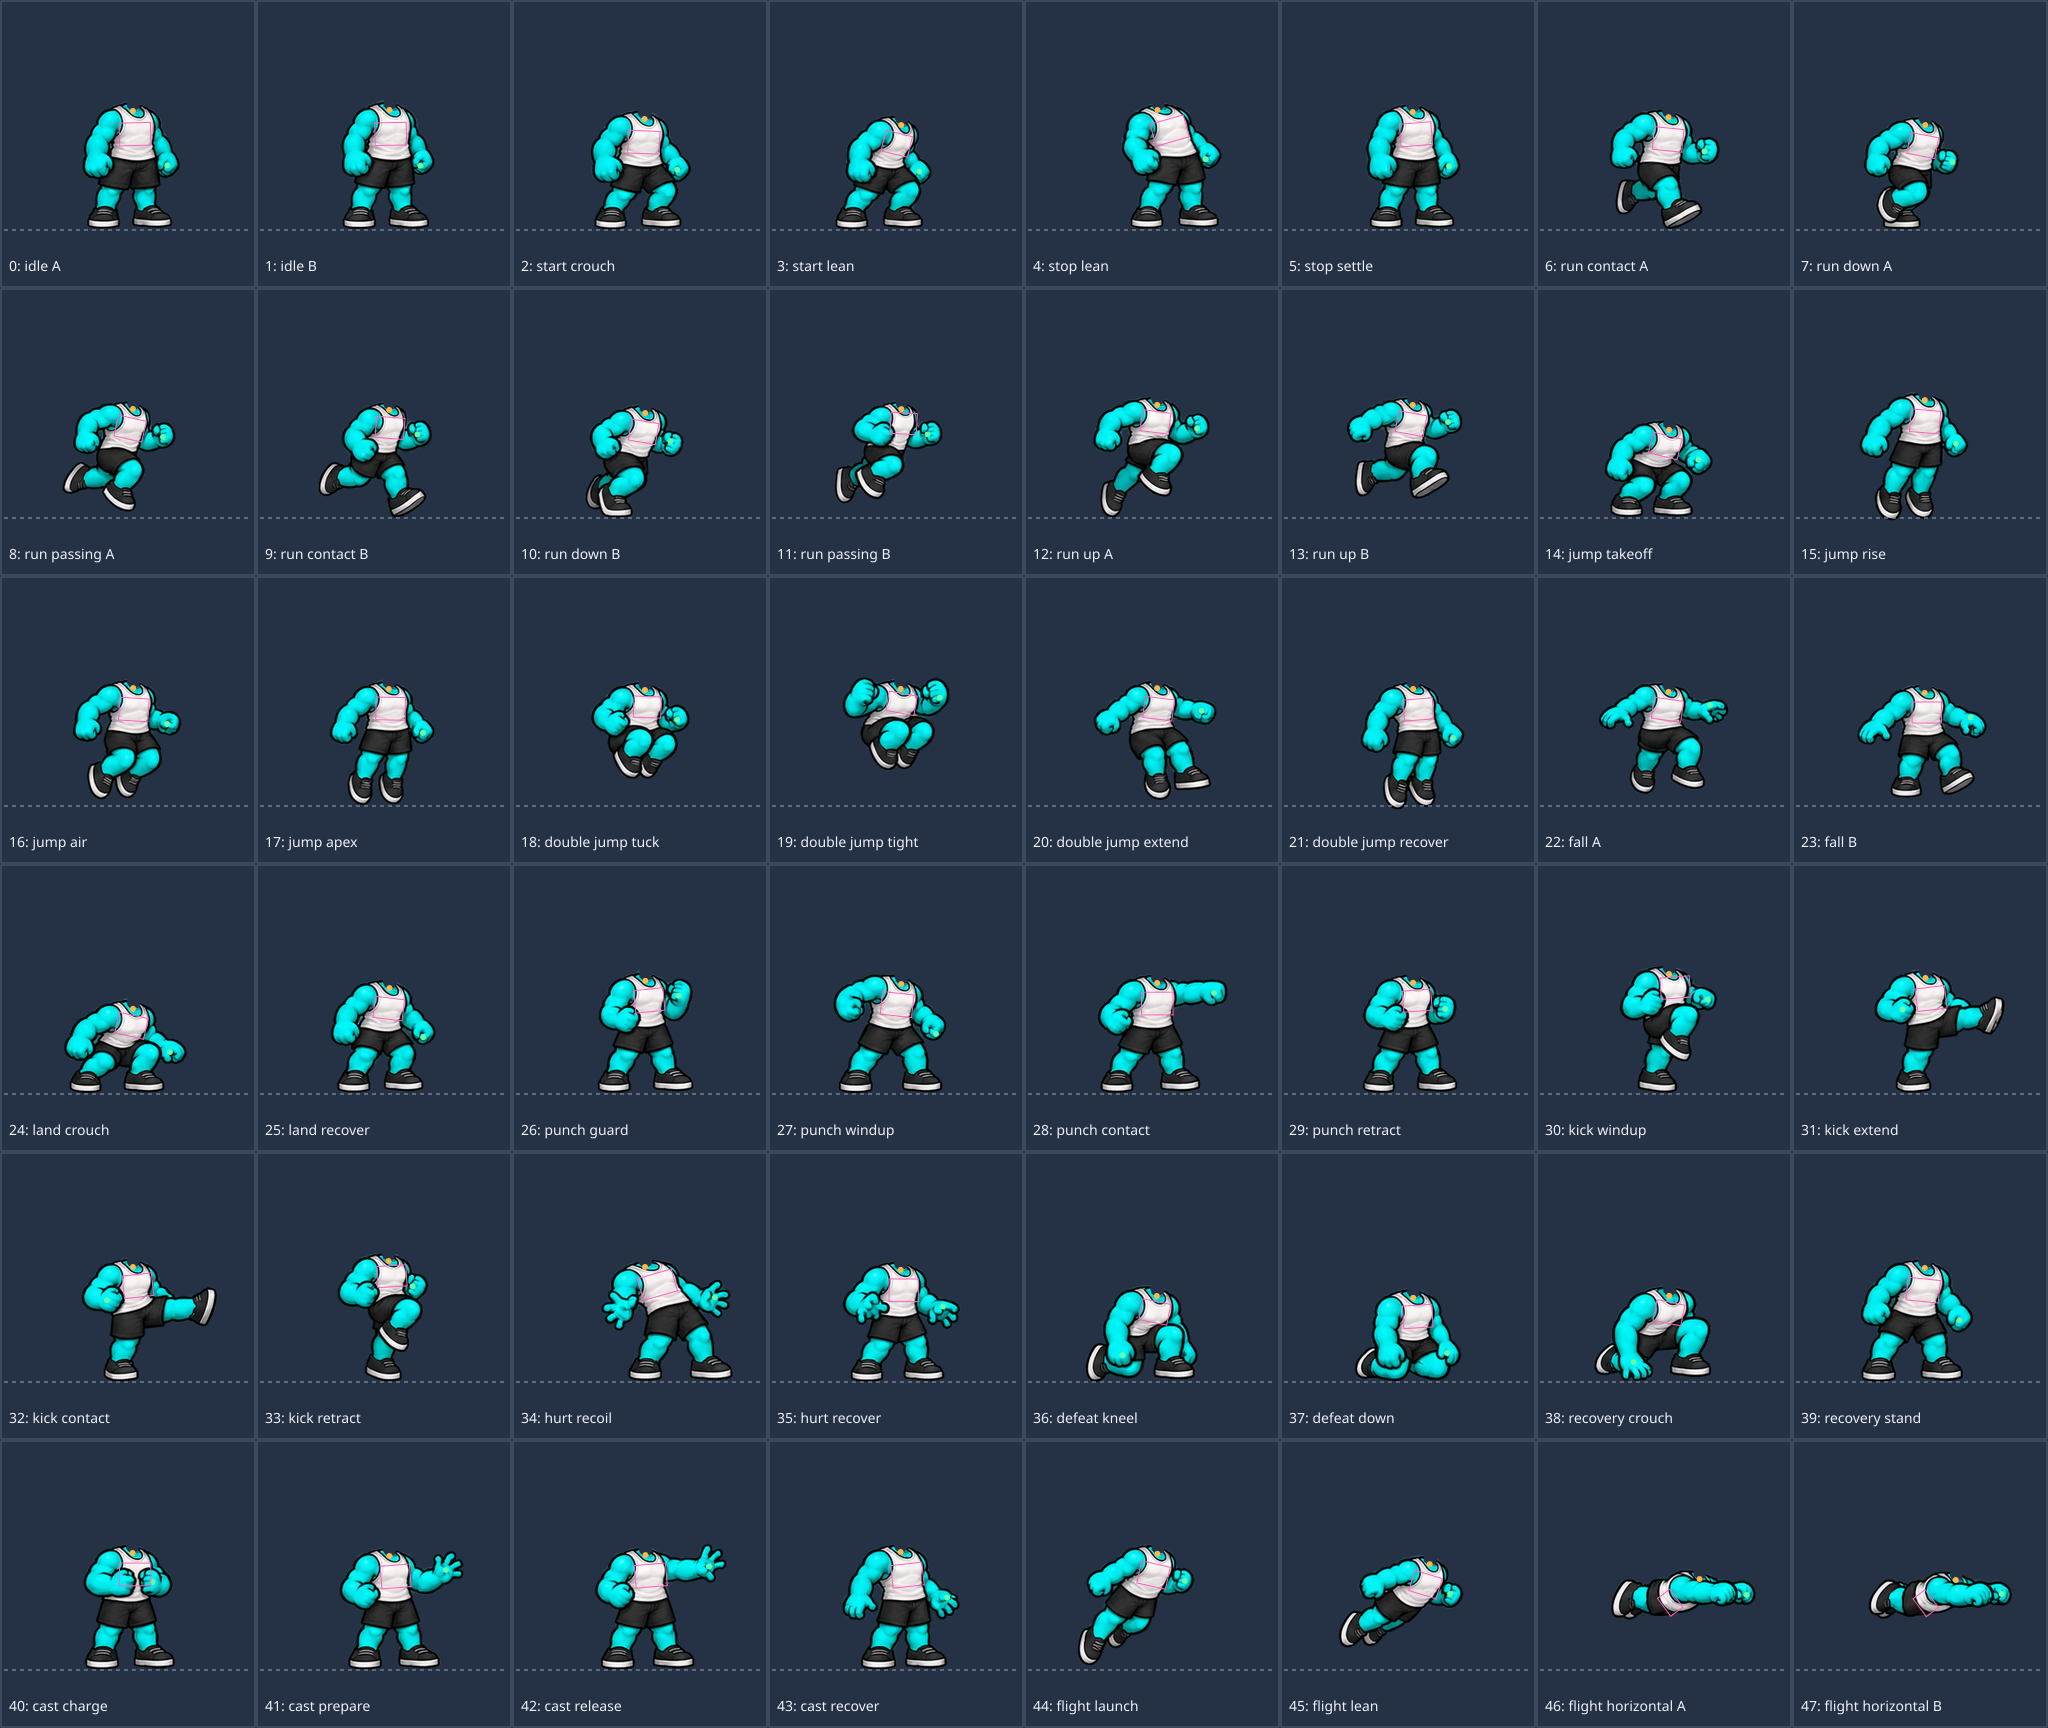 0: idle A
1: idle B
2: start crouch
3: start lean
4: stop lean
5: stop settle
6: run contact A
7: run down A
8: run passing A
9: run contact B
10: run down B
11: run passing B
12: run up A
13: run up B
14: jump takeoff
15: jump rise
16: jump air
17: jump apex
18: double jump tuck
19: double jump tight
20: double jump extend
21: double jump recover
22: fall A
23: fall B
24: land crouch
25: land recover
26: punch guard
27: punch windup
28: punch contact
29: punch retract
30: kick windup
31: kick extend
32: kick contact
33: kick retract
34: hurt recoil
35: hurt recover
36: defeat kneel
37: defeat down
38: recovery crouch
39: recovery stand
40: cast charge
41: cast prepare
42: cast release
43: cast recover
44: flight launch
45: flight lean
46: flight horizontal A
47: flight horizontal B